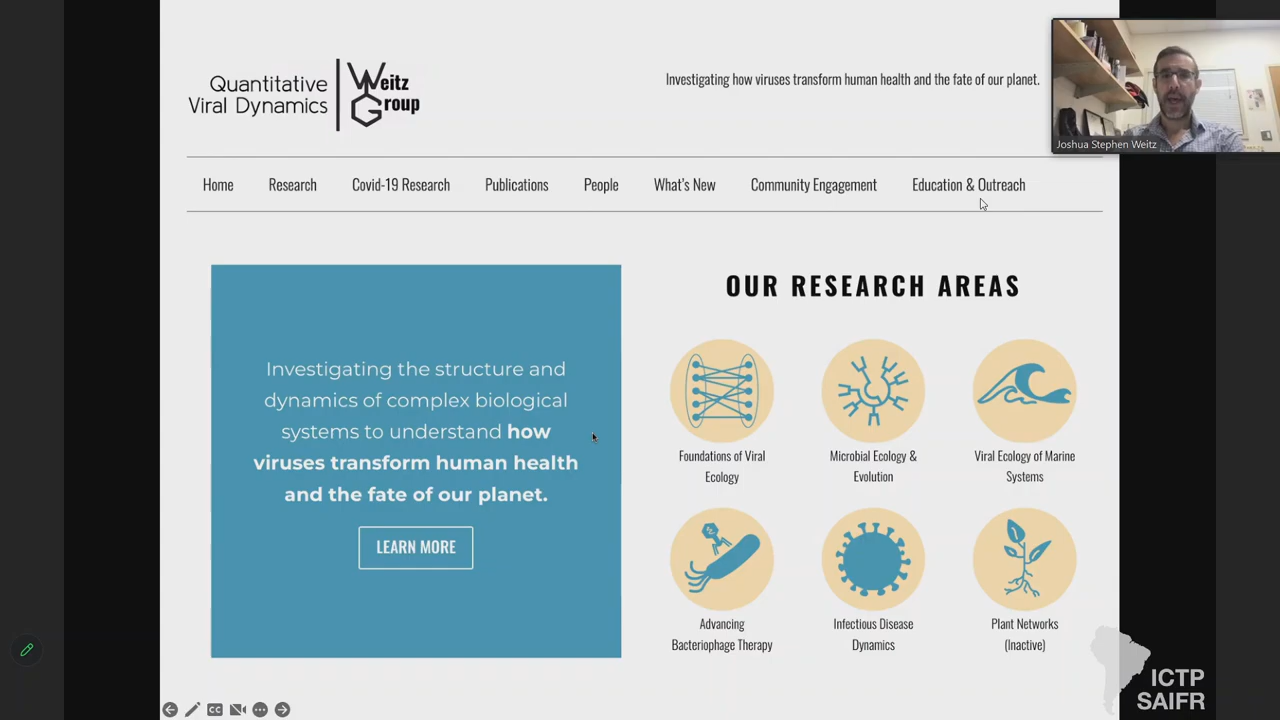 Quantitative
Viral Dynamics
Weitz
Group
Investigating how viruses transform human health and the fate of our planet.
Joshua Stephen Weitz
Home Research Covid-19 Research Publications People What's New Community Engagement Education & Outreach
Investigating the structure and
dynamics of complex biological
systems to understand how
viruses transform human health
and the fate of our planet.
LEARN MORE
OUR RESEARCH AREAS
Foundations of Viral
Ecology
Microbial Ecology &
Evolution
Viral Ecology of Marine
Systems
Advancing
Bacteriophage Therapy
Infectious Disease
Dynamics
Plant Networks
(Inactive)
CC
ICTP
SAIFR